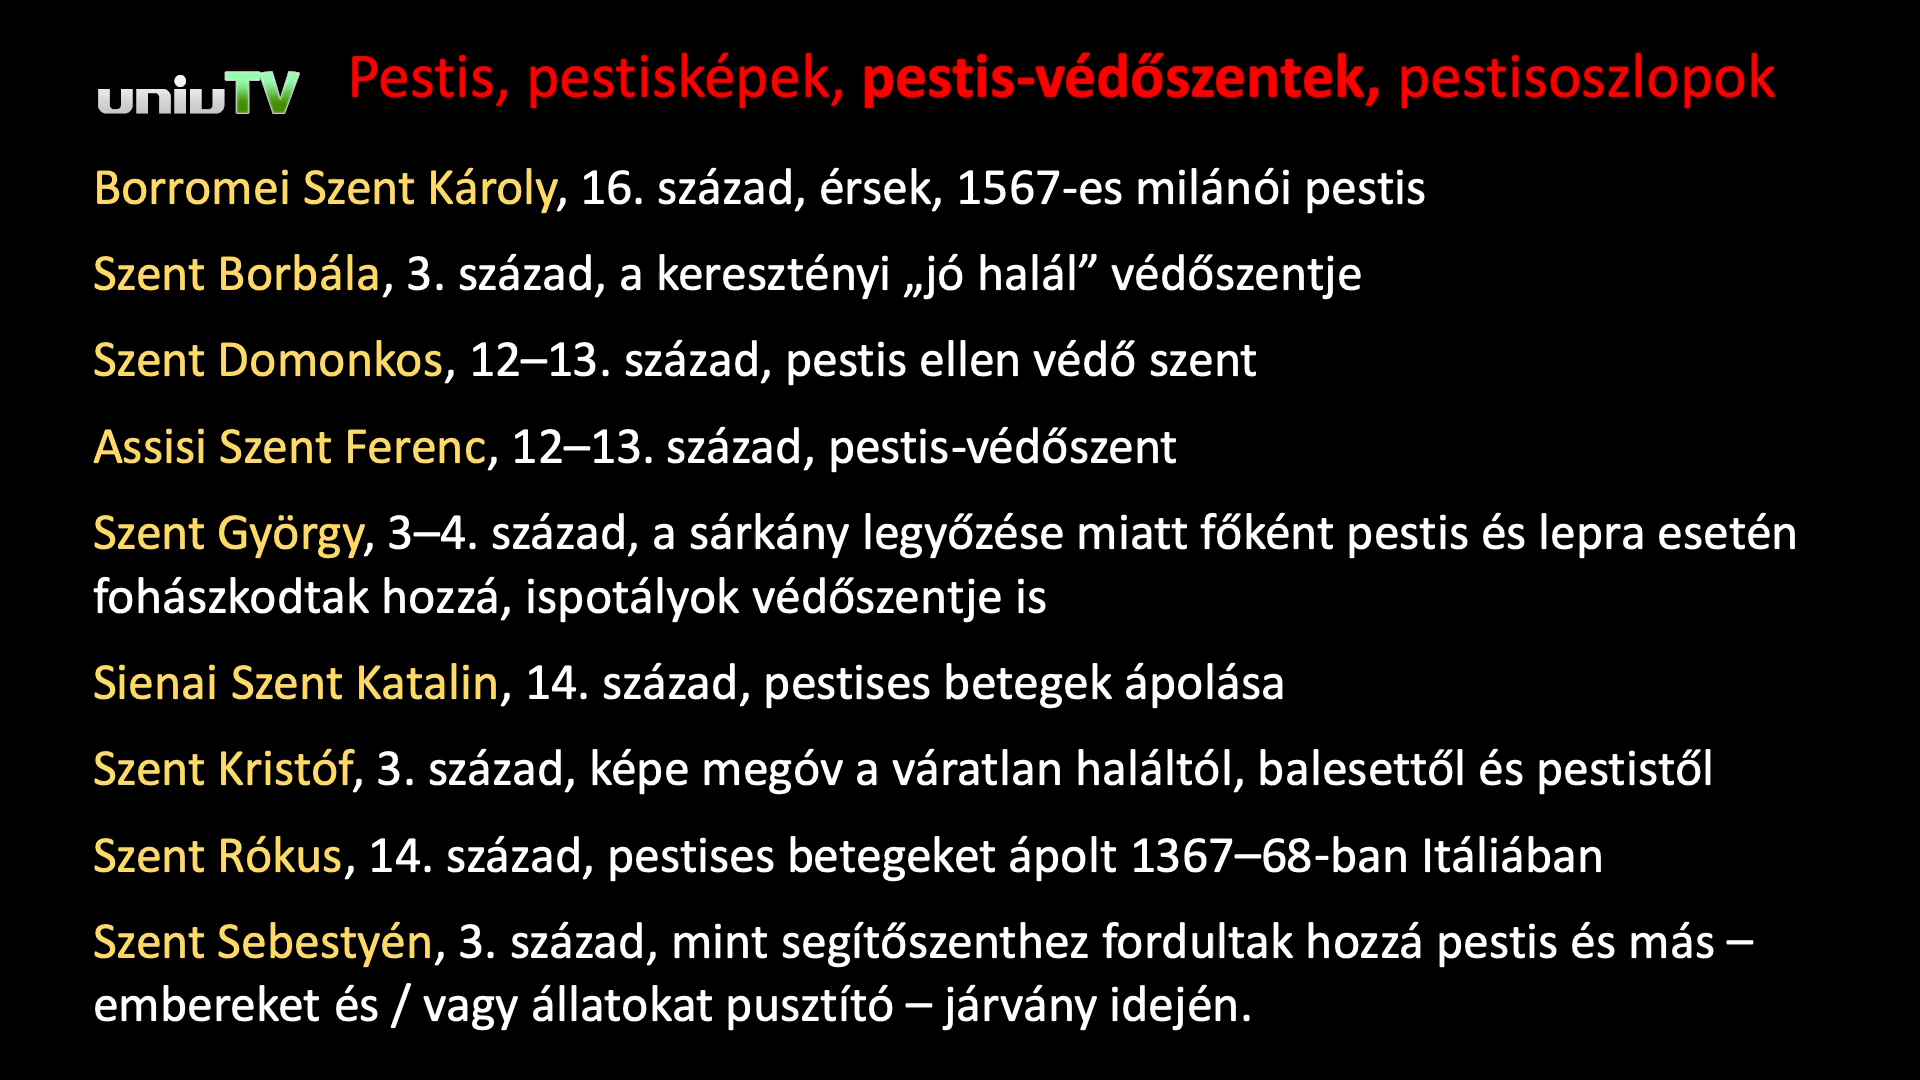 uniuTV
Pestis, pestisképek, pestis-védőszentek, pestisoszlopok
Borromei Szent Károly, 16. század, érsek, 1567-es milánói pestis
Szent Borbála, 3. század, a keresztényi „jó halál” védőszentje
Szent Domonkos, 12–13. század, pestis ellen védő szent
Assisi Szent Ferenc, 12–13. század, pestis-védőszent
Szent György, 3–4. század, a sárkány legyőzése miatt főként pestis és lepra esetén
fohászkodtak hozzá, ispotályok védőszentje is
Sienai Szent Katalin, 14. század, pestises betegek ápolása
Szent Kristóf, 3. század, képe megóv a váratlan haláltól, balesettől és pestistől
Szent Rókus, 14. század, pestises betegeket ápolt 1367–68-ban Itáliában
Szent Sebestyén, 3. század, mint segítőszenthez fordultak hozzá pestis és más –
embereket és / vagy állatokat pusztító – járvány idején.